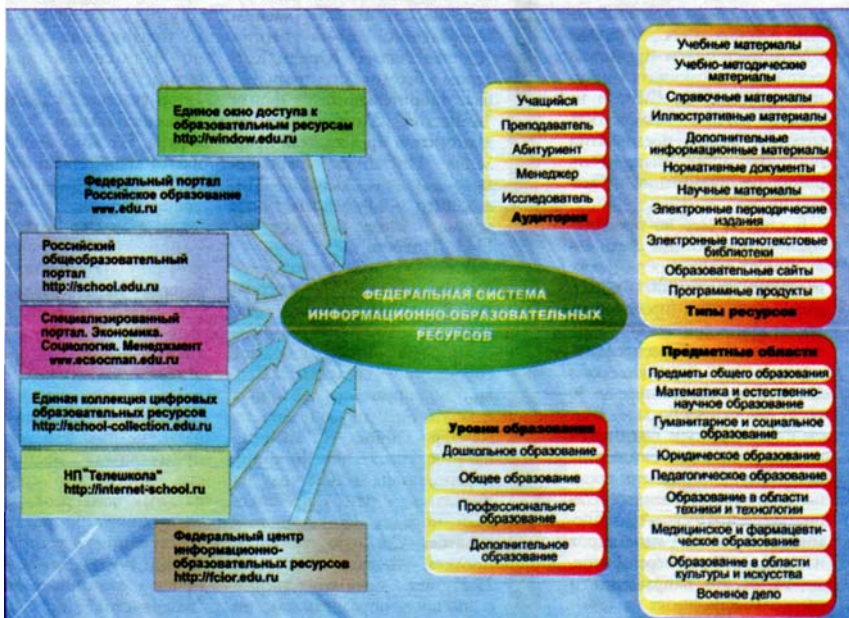 Единое окно доступа к
образовательным ресурсам
http://window.edu.ru
Федеральный портал
Российское образование
www.edu.ru
Российский
общеобразовательный
портал
http://school.edu.ru
Специализированный
портал. Экономика.
Социология. Менеджмент
www.ecsocman.edu.ru
Единая коллекция цифровых
образовательных ресурсов
http://school-collection.edu.ru
НП "Телешкола"
http://internet-school.ru
Федеральный центр
информационно-
образовательных ресурсов
http://fcior.edu.ru
ФЕДЕРАЛЬНАЯ СИСТЕМА
ИНФОРМАЦИОННО-ОБРАЗОВАТЕЛЬНЫХ
РЕСУРСОВ
Учащийся
Преподаватель
Абитуриент
Менеджер
Исследователь
Аудитория
Уровни образования
Дошкольное образование
Общее образование
Профессиональное
образование
Дополнительное
образование
Учебные материалы
Учебно-методические
материалы
Справочные материалы
Иллюстративные материалы
Дополнительные
информационные материалы
Нормативные документы
Научные материалы
Электронные периодические
издания
Электронные полнотекстовые
библиотеки
Образовательные сайты
Программные продукты
Типы ресурсов
Предметные области
Предметы общего образования
Математика и естественно-
научное образование
Гуманитарное и социальное
образование
Юридическое образование
Педагогическое образование
Образование в области
техники и технологии
Медицинское и фармацевти-
ческое образование
Образование в области
культуры и искусства
Военное дело